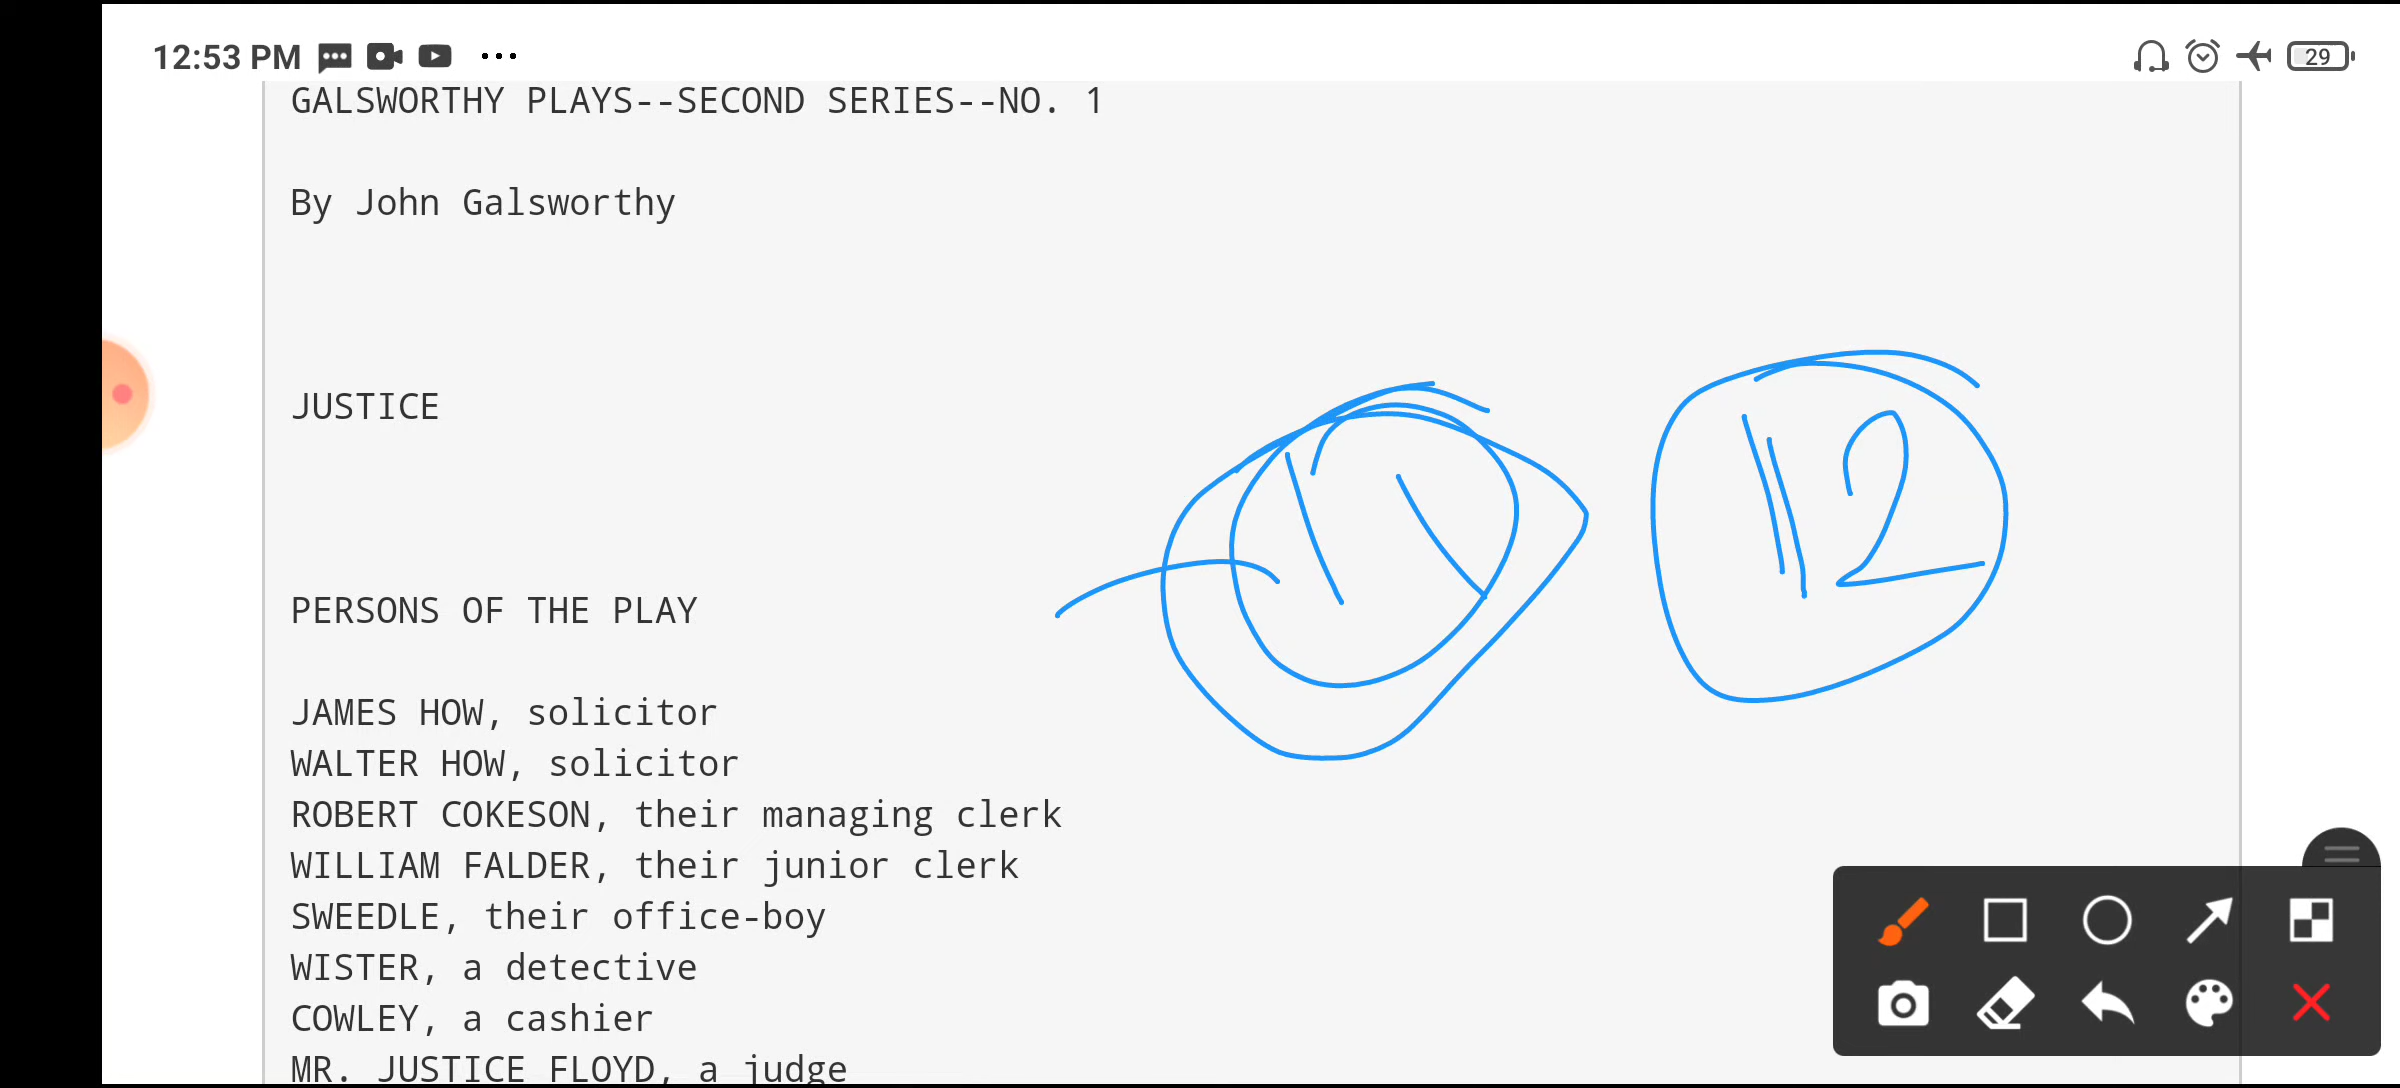 12:53 PM
29
GALSWORTHY PLAYS--SECOND SERIES--NO. 1
By John Galsworthy
JUSTICE
11
112
PERSONS OF THE PLAY
JAMES HOW, solicitor
WALTER HOW, solicitor
ROBERT COKESON, their managing clerk
WILLIAM FALDER, their junior clerk
SWEEDLE, their office-boy
WISTER, a detective
COWLEY, a cashier
MR. JUSTICE FLOYD, a judge